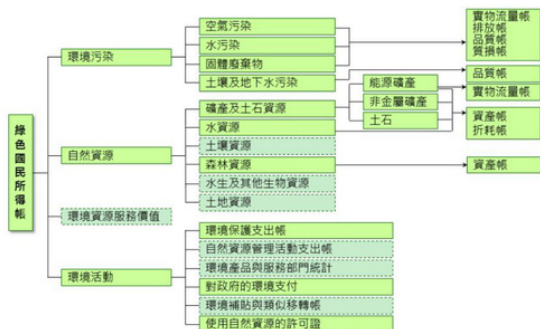 綠色國民所得帳
環境污染
空氣污染
水污染
固體廢棄物
土壤及地下水污染
實物流量帳
排放帳
品質帳
質損帳
品質帳
自然資源
礦產及土石資源
水資源
土壤資源
森林資源
水生及其他生物資源
土地資源
能源礦產
非金屬礦產
土石
實物流量帳
資產帳
折耗帳
資產帳
環境資源服務價值
環境活動
環境保護支出帳
自然資源管理活動支出帳
環境產品與服務部門統計
對政府的環境支付
環境補貼與類似移轉帳
使用自然資源的許可證